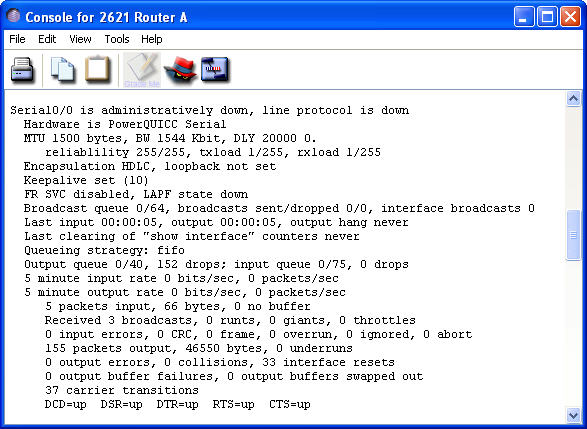 Console for 2621 Router A
File Edit View Tools Help
Grade Me
Serial0/0 is administratively down, line protocol is down
Hardware is PowerQUICC Serial
MTU 1500 bytes, BW 1544 Kbit, DLY 20000 0.
reliablility 255/255, txload 1/255, rxload 1/255
Encapsulation HDLC, loopback not set
Keepalive set (10)
FR SVC disabled, LAPF state down
Broadcast queue 0/64, broadcasts sent/dropped 0/0, interface broadcasts 0
Last input 00:00:05, output 00:00:05, output hang never
Last clearing of "show interface" counters never
Queueing strategy: fifo
Output queue 0/40, 152 drops; input queue 0/75, 0 drops
5 minute input rate 0 bits/sec, 0 packets/sec
5 minute output rate 0 bits/sec, 0 packets/sec
5 packets input, 66 bytes, 0 no buffer
Received 3 broadcasts, 0 runts, 0 giants, 0 throttles
0 input errors, 0 CRC, 0 frame, 0 overrun, 0 ignored, 0 abort
155 packets output, 46550 bytes, 0 underruns
0 output errors, 0 collisions, 33 interface resets
0 output buffer failures, 0 output buffers swapped out
37 carrier transitions
DCD=up DSR=up DTR=up RTS=up CTS=up